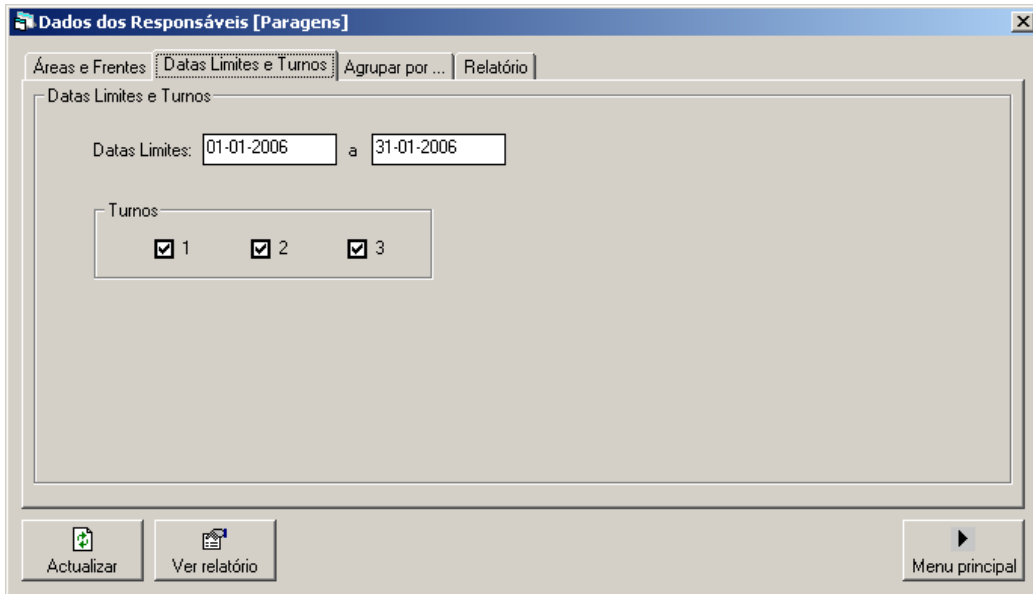 Dados dos Responsáveis [Paragens]
Áreas e Frentes Datas Limites e Turnos Agrupar por ... Relatório
Datas Limites e Turnos
Datas Limites: 01-01-2006 a 31-01-2006
Turnos
1 2 3
Actualizar Ver relatório Menu principal